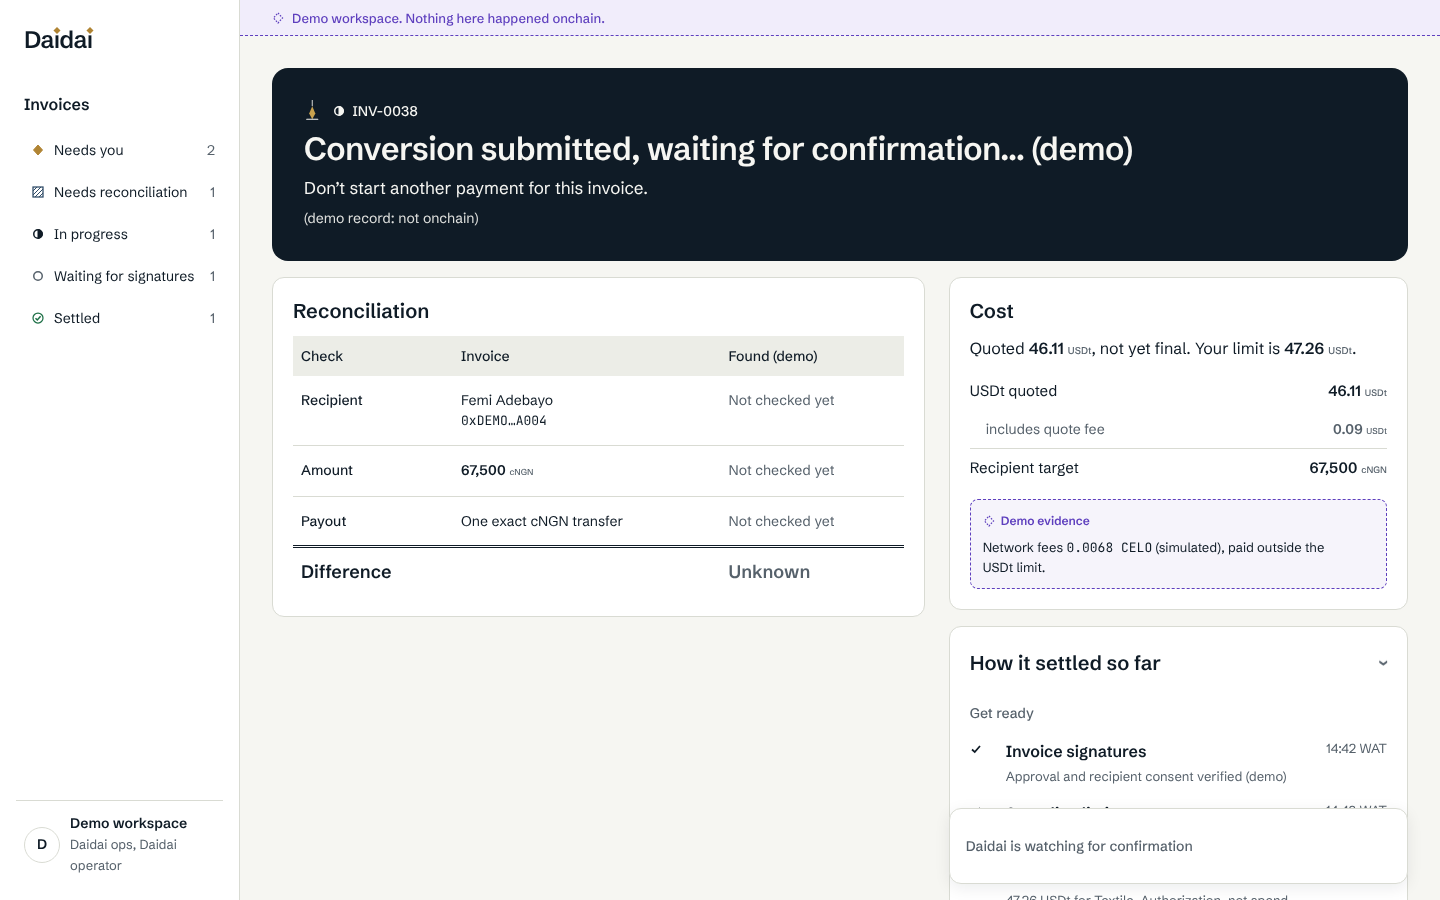 Daidai
Invoices
Needs you 2
Needs reconciliation 1
In progress 1
Waiting for signatures 1
Settled 1
D
Demo workspace
Daidai ops, Daidai
operator
Demo workspace. Nothing here happened onchain.
INV-0038
Conversion submitted, waiting for confirmation... (demo)
Don’t start another payment for this invoice.
(demo record: not onchain)
Reconciliation
Check Invoice Found (demo)
Recipient Femi Adebayo Not checked yet
0xDEMO…A004
Amount 67,500 cNGN Not checked yet
Payout One exact cNGN transfer Not checked yet
Difference Unknown
Cost
Quoted 46.11 USDt, not yet final. Your limit is 47.26 USDt.
USDt quoted 46.11 USDt
includes quote fee 0.09 USDt
Recipient target 67,500 cNGN
Demo evidence
Network fees 0.0068 CELO (simulated), paid outside the
USDt limit.
How it settled so far
Get ready
Invoice signatures 14:42 WAT
Approval and recipient consent verified (demo)
Daidai is watching for confirmation